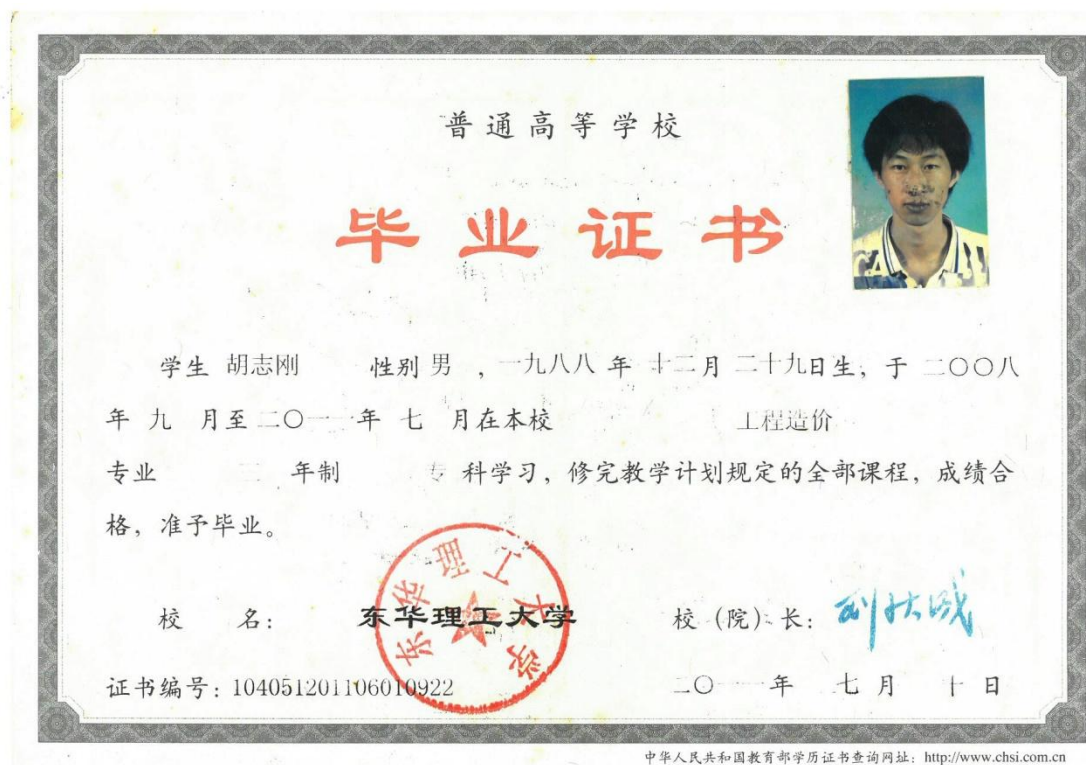 普通高等学校
毕业证书
学生 胡志刚 性别 男 ，一九八八 年 十二月 二十九日生，于 二〇〇八
年 九 月至 二〇一一年 七 月在本校 工程造价
专业 三 年制 专 科学习，修完教学计划规定的全部课程，成绩合
格，准予毕业。
东华理工大学
校 名： 东华理工大学 校（院）长：
证书编号：104051201106010922 二〇一一年 七 月 十 日
中华人民共和国教育部学历证书查询网址：http://www.chsi.com.cn